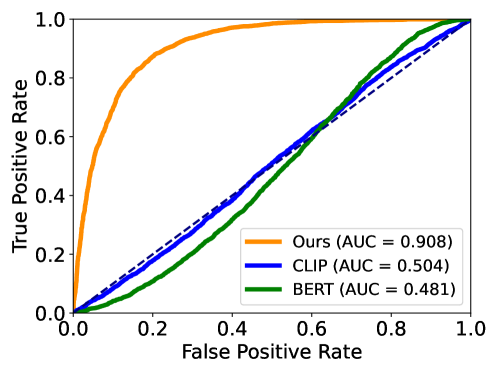 True Positive Rate
1.0
0.8
0.6
0.4
0.2
0.0
Ours (AUC = 0.908)
CLIP (AUC = 0.504)
BERT (AUC = 0.481)
0.0 0.2 0.4 0.6 0.8 1.0
False Positive Rate